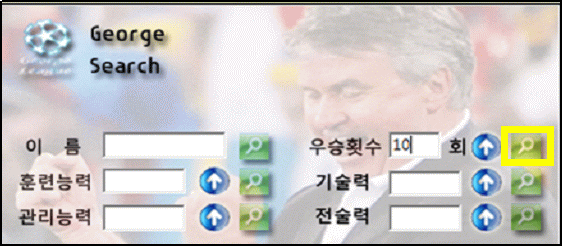 George
Search
이 름 우승횟수 10 회
훈련능력 기술력
관리능력 전술력